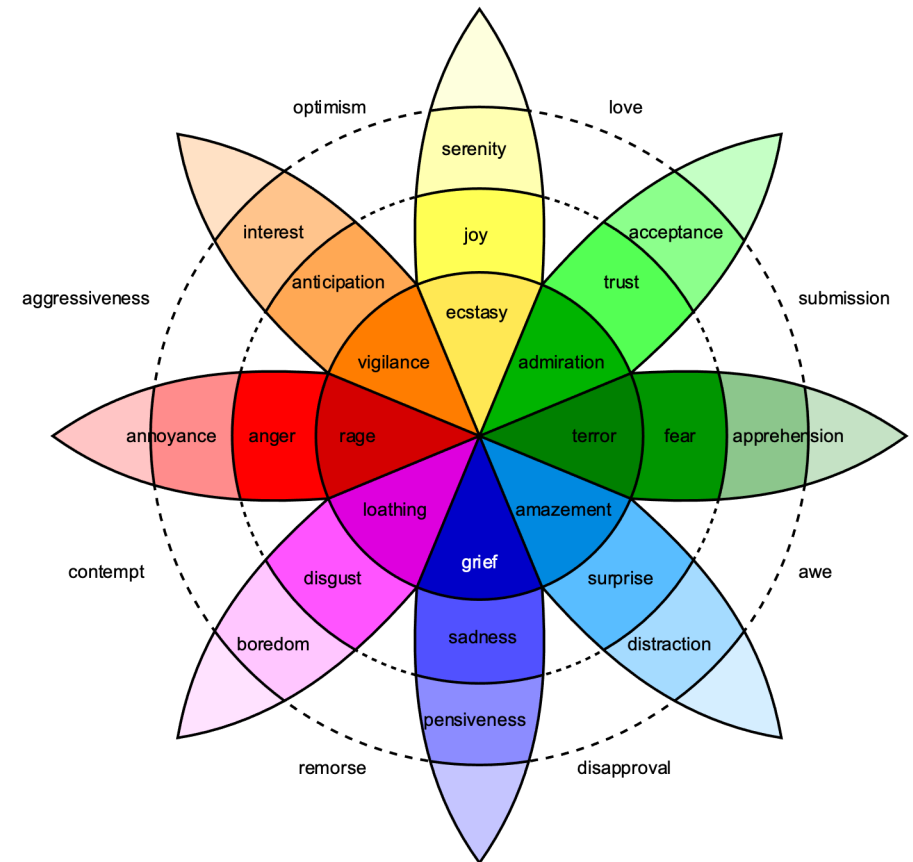 optimism
love
serenity
interest
joy
acceptance
anticipation
trust
aggressiveness
submission
ecstasy
vigilance
admiration
annoyance
anger
rage
terror
fear
apprehension
loathing
amazement
grief
contempt
disgust
surprise
awe
boredom
sadness
distraction
pensiveness
remorse
disapproval